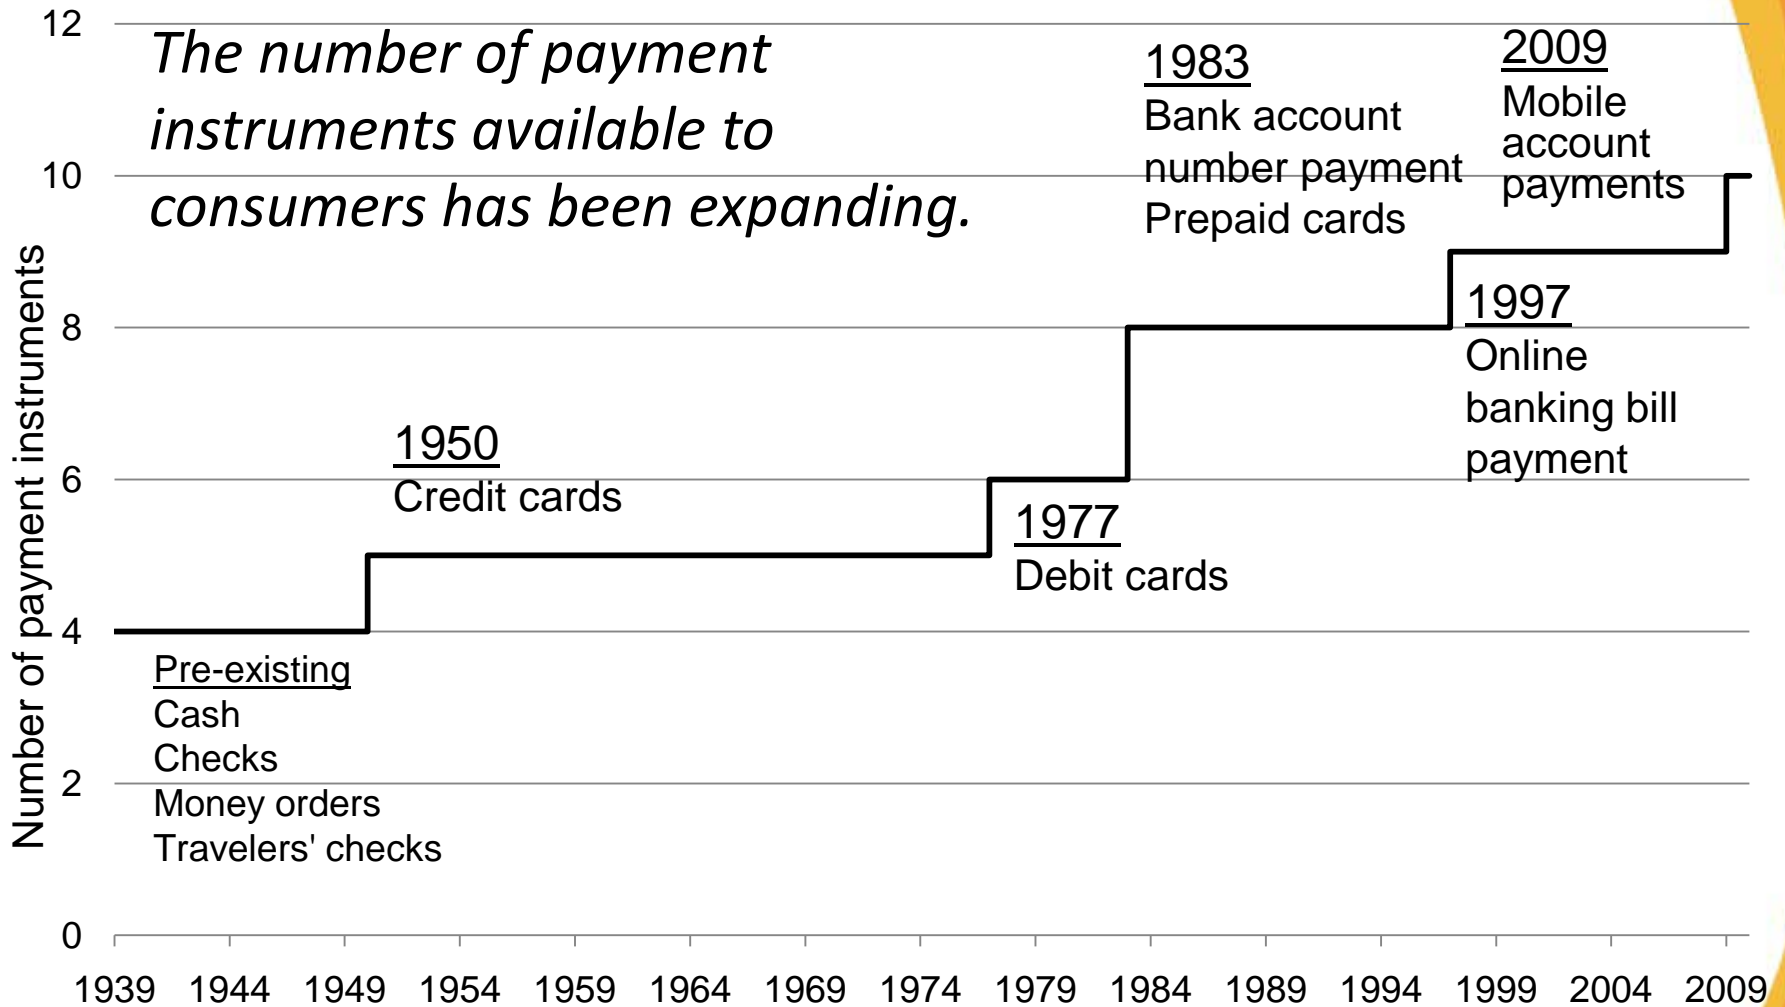 The number of payment
instruments available to
consumers has been expanding.
Number of payment instruments
12
10
8
6
4
2
0
Pre-existing
Cash
Checks
Money orders
Travelers' checks
1950
Credit cards
1977
Debit cards
1983
Bank account
number payment
Prepaid cards
1997
Online
banking bill
payment
2009
Mobile
account
payments
1939 1944 1949 1954 1959 1964 1969 1974 1979 1984 1989 1994 1999 2004 2009